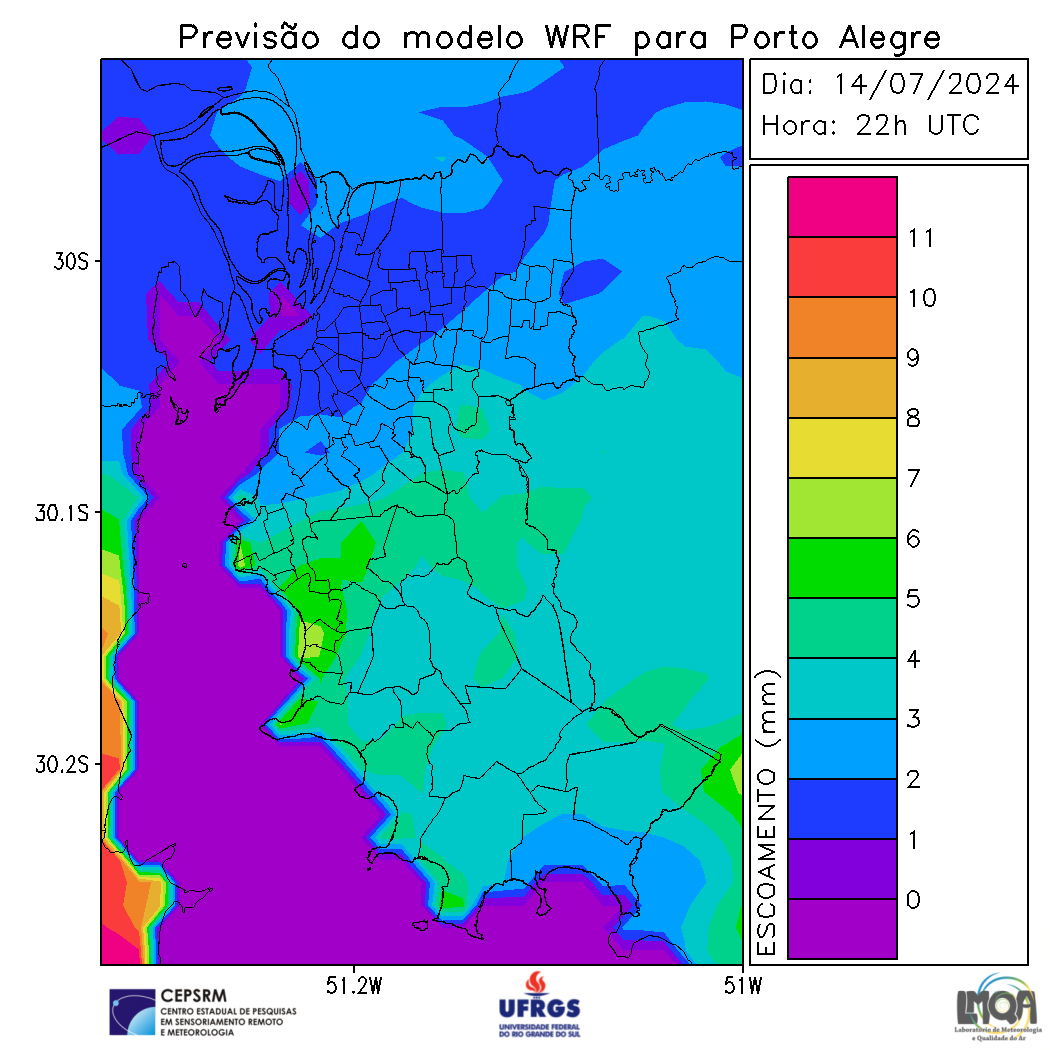 Previsão do modelo WRF para Porto Alegre
Dia: 14/07/2024
Hora: 22h UTC
30S
30.1S
30.2S
51.2W
51W
ESCOAMENTO (mm)
11
10
9
8
7
6
5
4
3
2
1
0
CEPSRM
CENTRO ESTADUAL DE PESQUISAS
EM SENSORIAMENTO REMOTO
E METEOROLOGIA
UFRGS
UNIVERSIDADE FEDERAL
DO RIO GRANDE DO SUL
LMQA
Laboratório de Meteorologia
e Qualidade do Ar